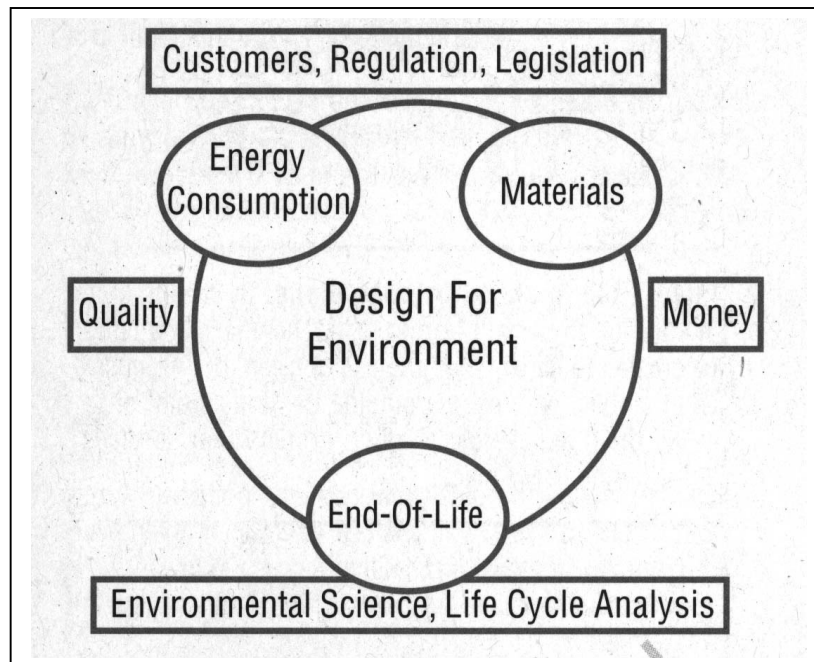 Customers, Regulation, Legislation
Energy
Consumption
Materials
Quality
Design For
Environment
Money
End-Of-Life
Environmental Science, Life Cycle Analysis